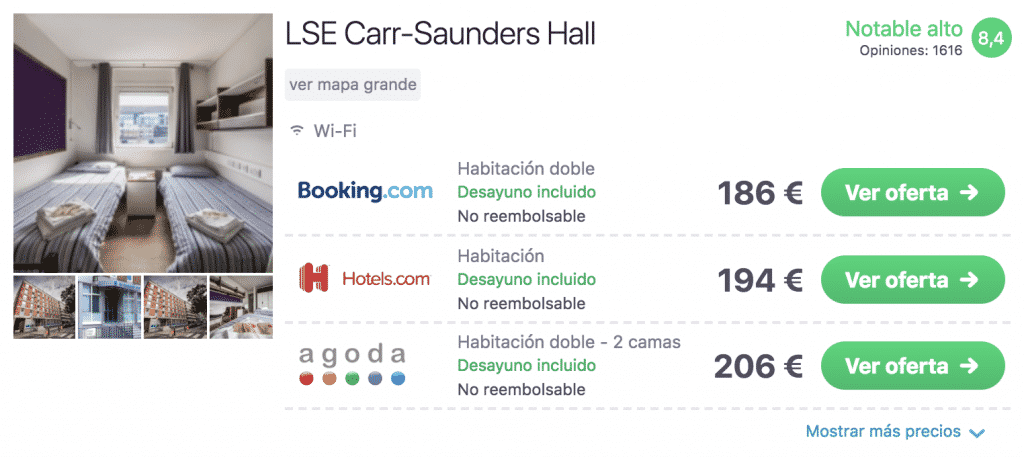 LSE Carr-Saunders Hall
Notable alto
Opiniones: 1616
8,4
ver mapa grande
Wi-Fi
Booking.com
Habitación doble
Desayuno incluido
No reembolsable
186 €
Ver oferta →
Hotels.com
Habitación
Desayuno incluido
No reembolsable
194 €
Ver oferta →
agoda
Habitación doble - 2 camas
Desayuno incluido
No reembolsable
206 €
Ver oferta →
Mostrar más precios